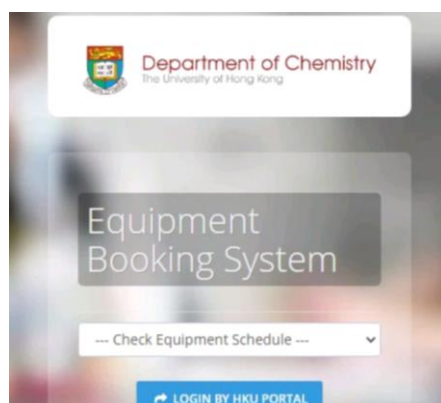 Department of Chemistry
The University of Hong Kong
Equipment
Booking System
--- Check Equipment Schedule ---
LOGIN BY HKU PORTAL